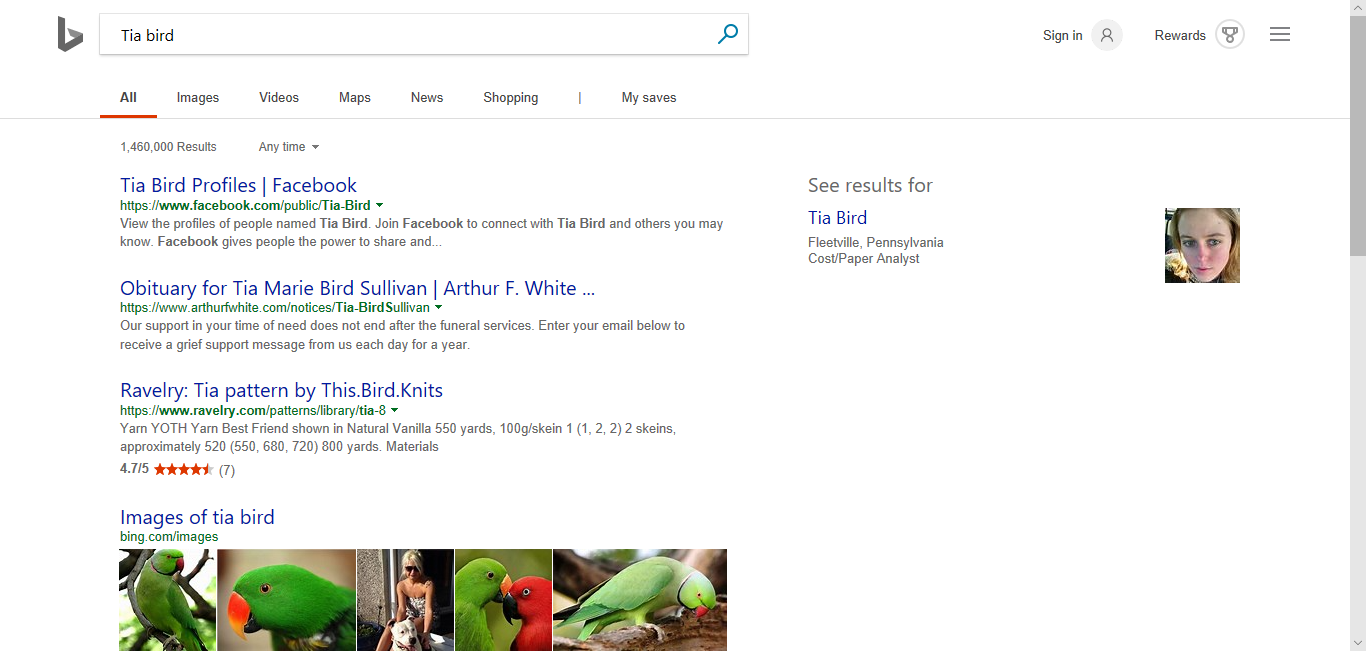 Tia bird
Sign in
Rewards
All Images Videos Maps News Shopping | My saves
1,460,000 Results Any time
Tia Bird Profiles | Facebook
https://www.facebook.com/public/Tia-Bird
View the profiles of people named Tia Bird. Join Facebook to connect with Tia Bird and others you may
know. Facebook gives people the power to share and...
Obituary for Tia Marie Bird Sullivan | Arthur F. White ...
https://www.arthurfwhite.com/notices/Tia-BirdSullivan
Our support in your time of need does not end after the funeral services. Enter your email below to
receive a grief support message from us each day for a year.
Ravelry: Tia pattern by This.Bird.Knits
https://www.ravelry.com/patterns/library/tia-8
Yarn YOTH Yarn Best Friend shown in Natural Vanilla 550 yards, 100g/skein 1 (1, 2, 2) 2 skeins,
approximately 520 (550, 680, 720) 800 yards. Materials
4.7/5 (7)
Images of tia bird
bing.com/images
See results for
Tia Bird
Fleetville, Pennsylvania
Cost/Paper Analyst